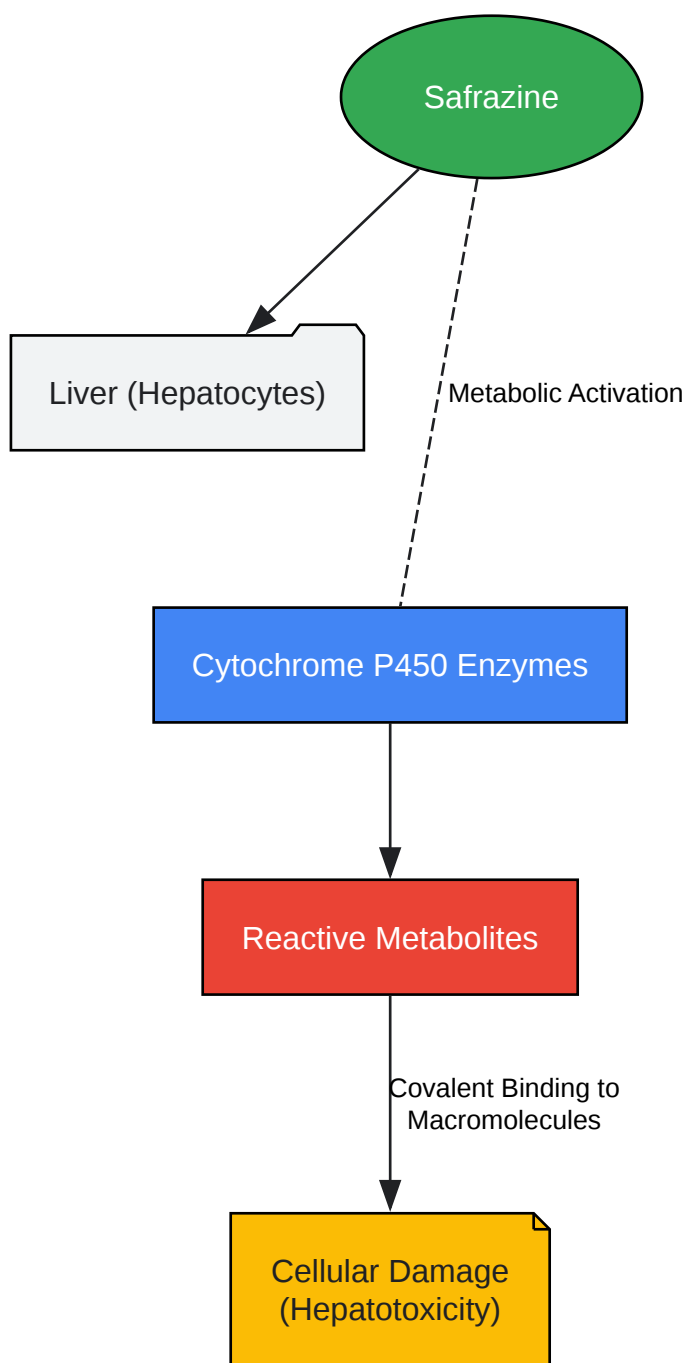 Safrazine
Liver (Hepatocytes)
Metabolic Activation
Cytochrome P450 Enzymes
Reactive Metabolites
Covalent Binding to
Macromolecules
Cellular Damage
(Hepatotoxicity)